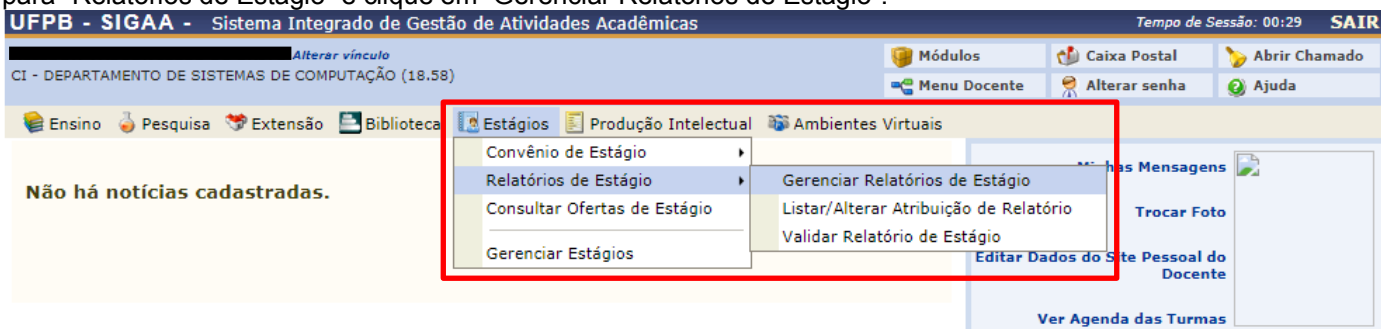 para "Relatórios de Estágio" e clique em "Gerenciar Relatórios de Estágio".
UFPB - SIGAA - Sistema Integrado de Gestão de Atividades Acadêmicas
Tempo de Sessão: 00:29 SAIR
Alterar vínculo
CI - DEPARTAMENTO DE SISTEMAS DE COMPUTAÇÃO (18.58)
Módulos Caixa Postal Abrir Chamado
Menu Docente Alterar senha Ajuda
Ensino Pesquisa Extensão Biblioteca Estágios Produção Intelectual Ambientes Virtuais
Convênio de Estágio
Relatórios de Estágio
Consultar Ofertas de Estágio
Gerenciar Estágios
Gerenciar Relatórios de Estágio
Listar/Alterar Atribuição de Relatório
Validar Relatório de Estágio
Não há notícias cadastradas.
Minhas Mensagens
Trocar Foto
Editar Dados do Site Pessoal do
Docente
Ver Agenda das Turmas